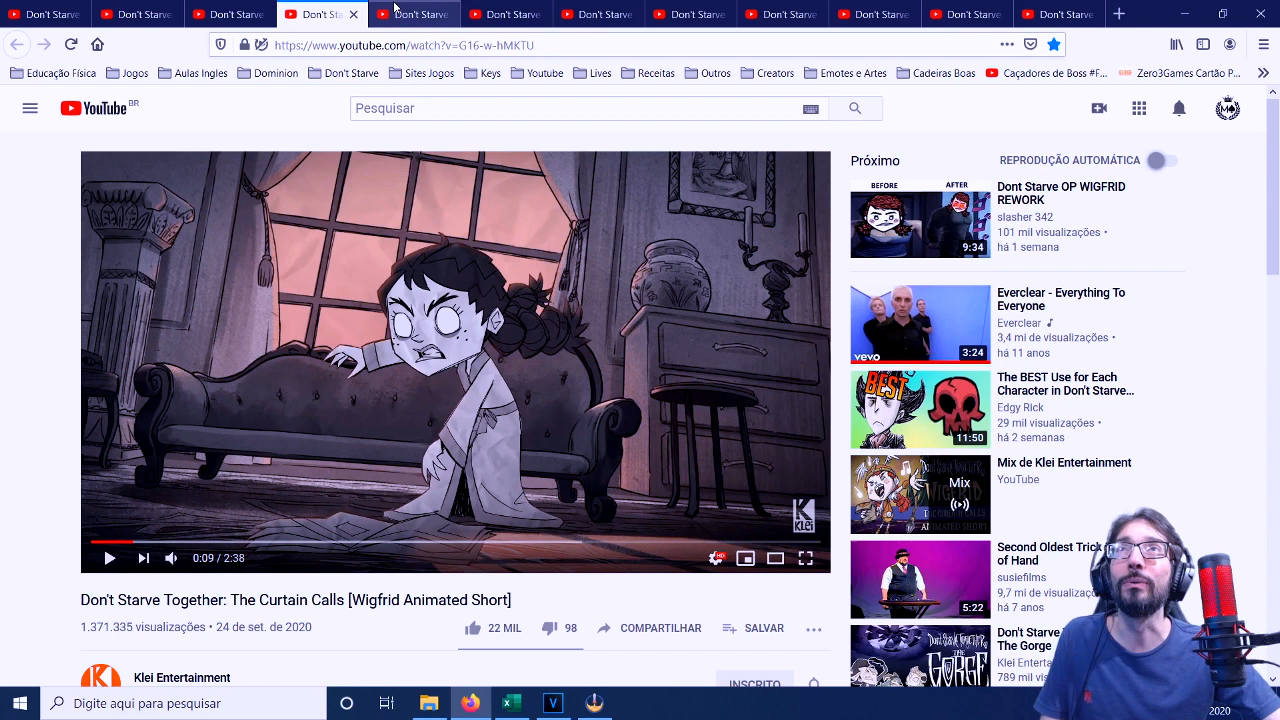 Don't Starve
Don't Starve
Don't Starve
Don't Sta
Don't Starve
Don't Starve
Don't Starve
Don't Starve
Don't Starve
Don't Starve
Don't Starve
Don't Starve
https://www.youtube.com/watch?v=G16-w-hMKTU
Educação Física
Jogos
Aulas Ingles
Dominion
Don't Starve
Sites Jogos
Keys
Youtube
Lives
Receitas
Outros
Creators
Emotes e Artes
Cadeiras Boas
Caçadores de Boss #F...
Zero3Games Cartão P...
YouTube BR
Pesquisar
Próximo
REPRODUÇÃO AUTOMÁTICA
BEFORE AFTER
9:34
Dont Starve OP WIGFRID
REWORK
slasher 342
101 mil visualizações •
há 1 semana
vevo
3:24
Everclear - Everything To
Everyone
Everclear
3,4 mi de visualizações •
há 11 anos
BEST
11:50
The BEST Use for Each
Character in Don't Starve...
Edgy Rick
29 mil visualizações •
há 2 semanas
Mix
Mix de Klei Entertainment
YouTube
5:22
Second Oldest Trick
of Hand
susiefilms
9,7 mi de visualizações
há 7 anos
THE
GORGE
Don't Starve
The Gorge
Klei Entertainment
789 mil
Klei
0:09 / 2:38
HD
Don't Starve Together: The Curtain Calls [Wigfrid Animated Short]
1.371.335 visualizações • 24 de set. de 2020
22 MIL
98
COMPARTILHAR
SALVAR
Klei Entertainment
INSCRITO
Digite aqui para pesquisar
2020